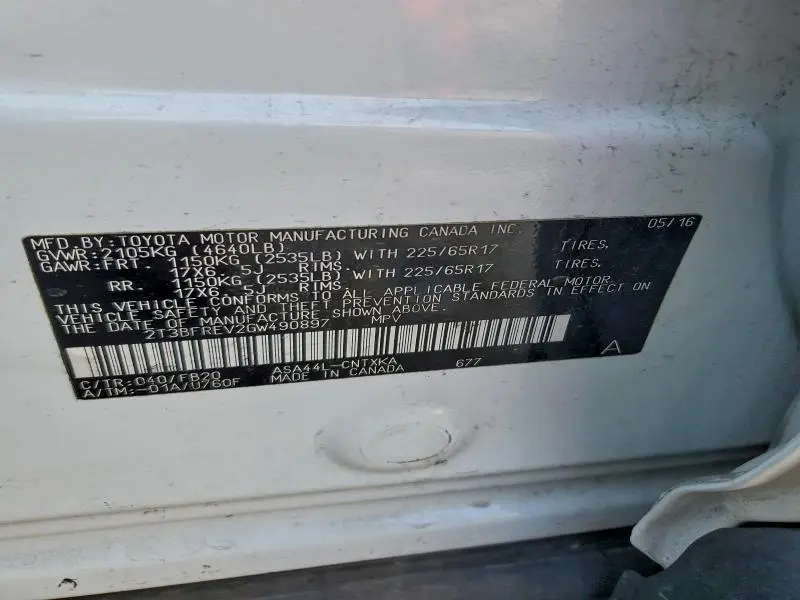 MFD.BY:TOYOTA MOTOR MANUFACTURING CANADA INC. 05/16
GVWR:2105KG (4640LB)
GAWR:FRT. 1150KG (2535LB) WITH 225/65R17 TIRES.
17X6.5J RIMS.
RR. 1150KG (2535LB) WITH 225/65R17 TIRES.
17X6.5J RIMS.
THIS VEHICLE CONFORMS TO ALL APPLICABLE FEDERAL MOTOR
VEHICLE SAFETY AND THEFT PREVENTION STANDARDS IN EFFECT ON
THE DATE OF MANUFACTURE SHOWN ABOVE.
2T3BFREV2GW490897 MPV
C/TR:040/FB20 ASA44L-CNTXKA 677 A
A/TM:-01A/U760F MADE IN CANADA